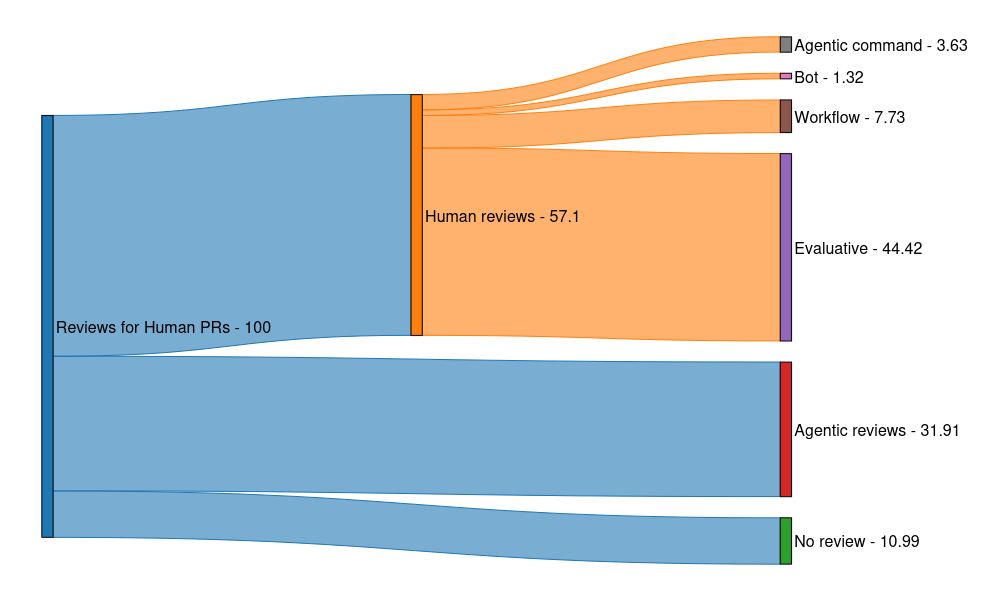 Agentic command - 3.63
Bot - 1.32
Workflow - 7.73
Human reviews - 57.1
Evaluative - 44.42
Reviews for Human PRs - 100
Agentic reviews - 31.91
No review - 10.99